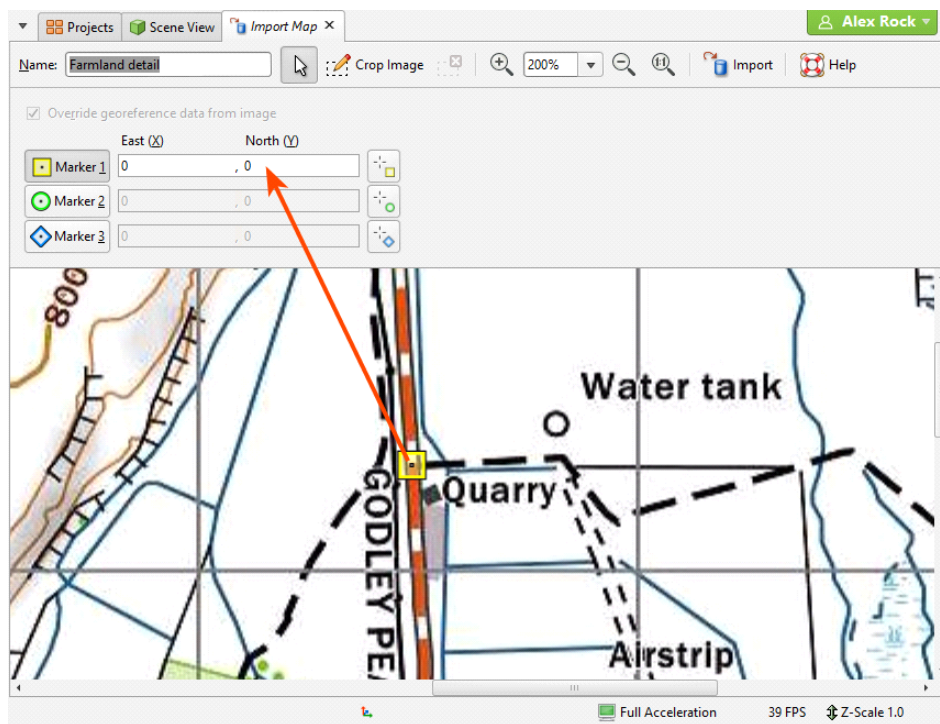 Projects Scene View Import Map × Alex Rock
Name: Farmland detail Crop Image 200% 1:1 Import Help
Override georeference data from image
East (X) North (Y)
Marker 1 0 , 0
Marker 2 0 , 0
Marker 3 0 , 0
800
Water tank
Quarry
GODLEY PE
Airstrip
Full Acceleration 39 FPS Z-Scale 1.0